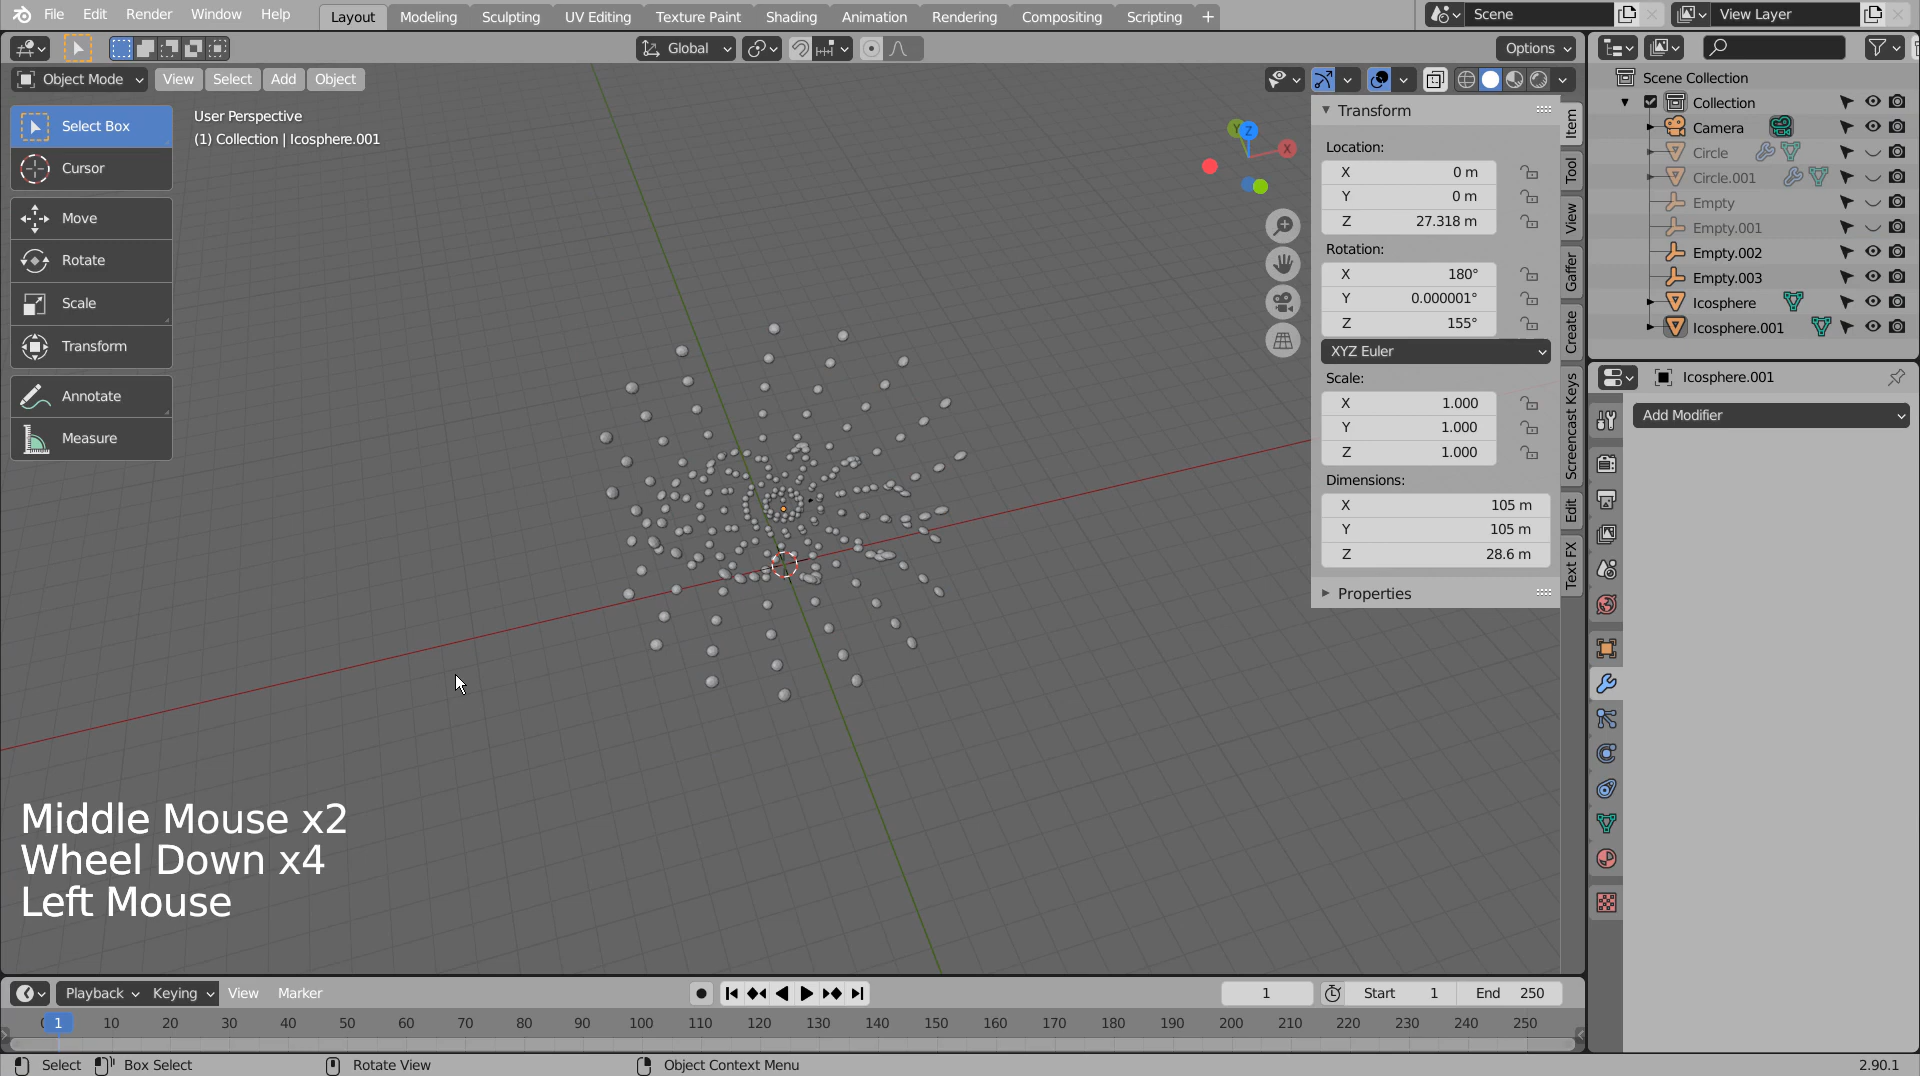 File Edit Render Window Help Layout Modeling Sculpting UV Editing Texture Paint Shading Animation Rendering Compositing Scripting + Scene View Layer
Global Options
Object Mode View Select Add Object
Select Box
Cursor
Move
Rotate
Scale
Transform
Annotate
Measure
User Perspective
(1) Collection | Icosphere.001
Y Z X
Middle Mouse x2
Wheel Down x4
Left Mouse
Transform
Location:
X 0 m
Y 0 m
Z 27.318 m
Rotation:
X 180°
Y 0.000001°
Z 155°
XYZ Euler
Scale:
X 1.000
Y 1.000
Z 1.000
Dimensions:
X 105 m
Y 105 m
Z 28.6 m
Properties
Item
Tool
View
Gaffer
Create
Screencast Keys
Edit
Text FX
Scene Collection
Collection
Camera
Circle
Circle.001
Empty
Empty.001
Empty.002
Empty.003
Icosphere
Icosphere.001
Icosphere.001
Add Modifier
Playback Keying View Marker 1 Start 1 End 250
0 1 10 20 30 40 50 60 70 80 90 100 110 120 130 140 150 160 170 180 190 200 210 220 230 240 250
Select Box Select Rotate View Object Context Menu 2.90.1